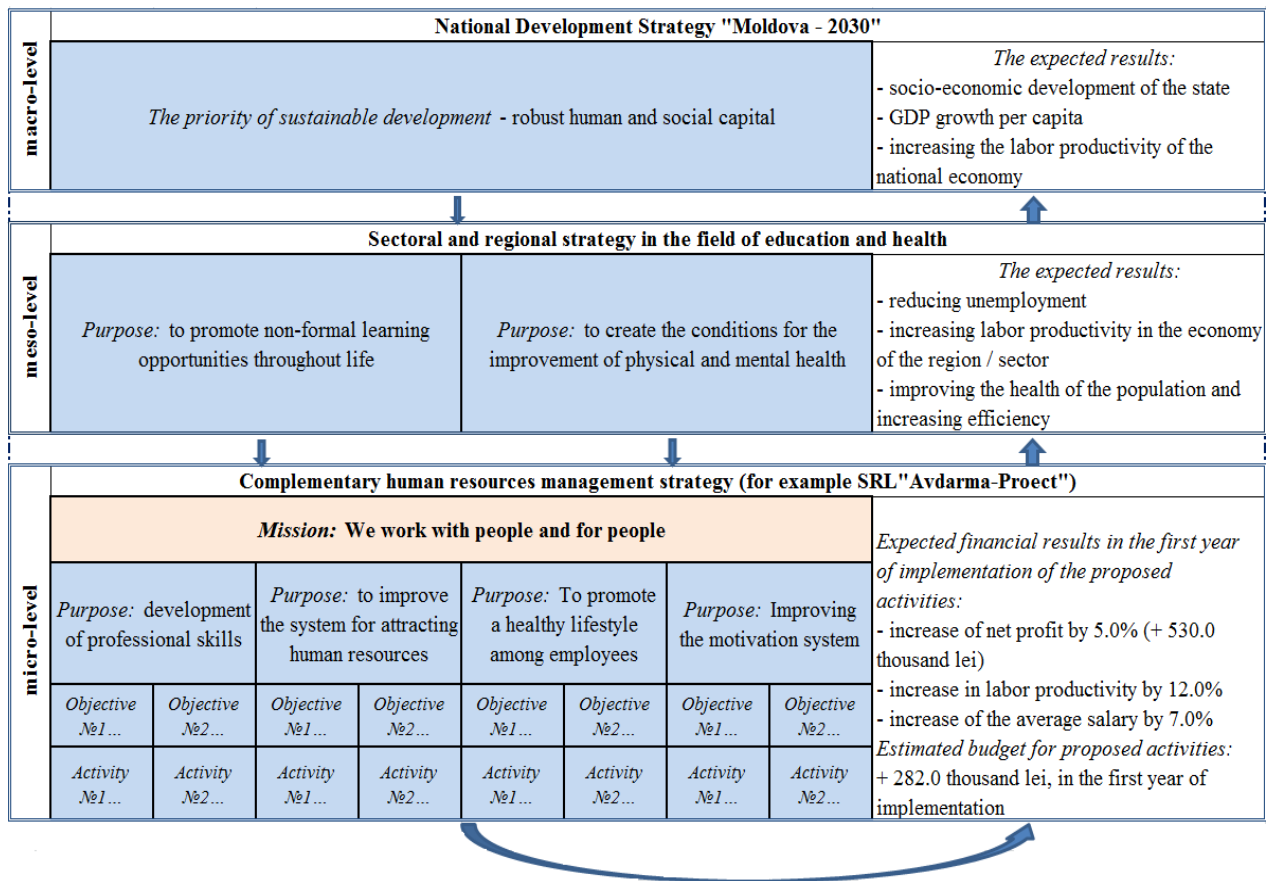 macro-level
National Development Strategy "Moldova - 2030"
The priority of sustainable development - robust human and social capital
The expected results:
- socio-economic development of the state
- GDP growth per capita
- increasing the labor productivity of the
national economy
meso-level
Sectoral and regional strategy in the field of education and health
Purpose: to promote non-formal learning
opportunities throughout life
Purpose: to create the conditions for the
improvement of physical and mental health
The expected results:
- reducing unemployment
- increasing labor productivity in the economy
of the region / sector
- improving the health of the population and
increasing efficiency
micro-level
Complementary human resources management strategy (for example SRL"Avdarma-Proect")
Mission: We work with people and for people
Purpose: development
of professional skills
Purpose: to improve
the system for attracting
human resources
Purpose: To promote
a healthy lifestyle
among employees
Purpose: Improving
the motivation system
Objective
№1...
Objective
№2...
Objective
№1...
Objective
№2...
Objective
№1...
Objective
№2...
Objective
№1...
Objective
№2...
Activity
№1...
Activity
№2...
Activity
№1...
Activity
№2...
Activity
№1...
Activity
№2...
Activity
№1...
Activity
№2...
Expected financial results in the first year
of implementation of the proposed
activities:
- increase of net profit by 5.0% (+ 530.0
thousand lei)
- increase in labor productivity by 12.0%
- increase of the average salary by 7.0%
Estimated budget for proposed activities:
+ 282.0 thousand lei, in the first year of
implementation